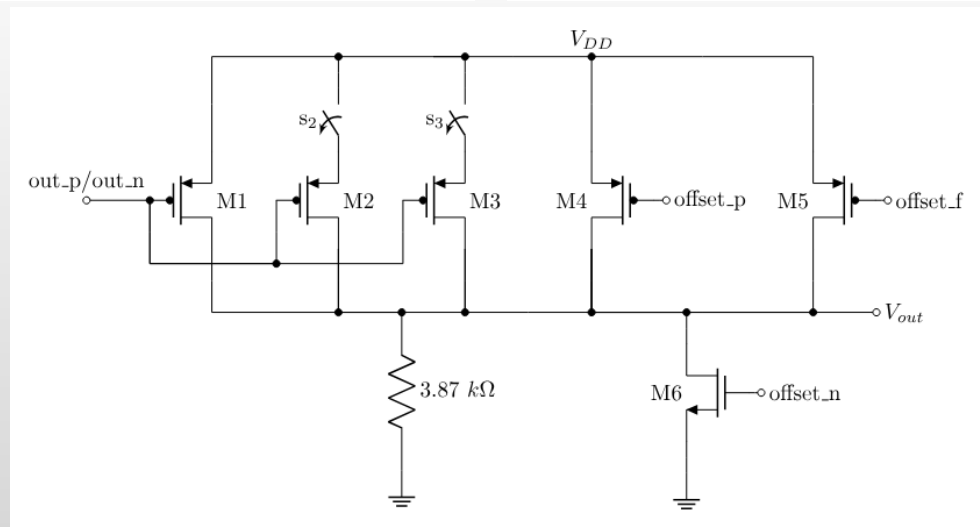 V_DD
s2
s3
out_p/out_n
M1
M2
M3
M4
offset_p
M5
offset_f
V_out
3.87 kΩ
M6
offset_n